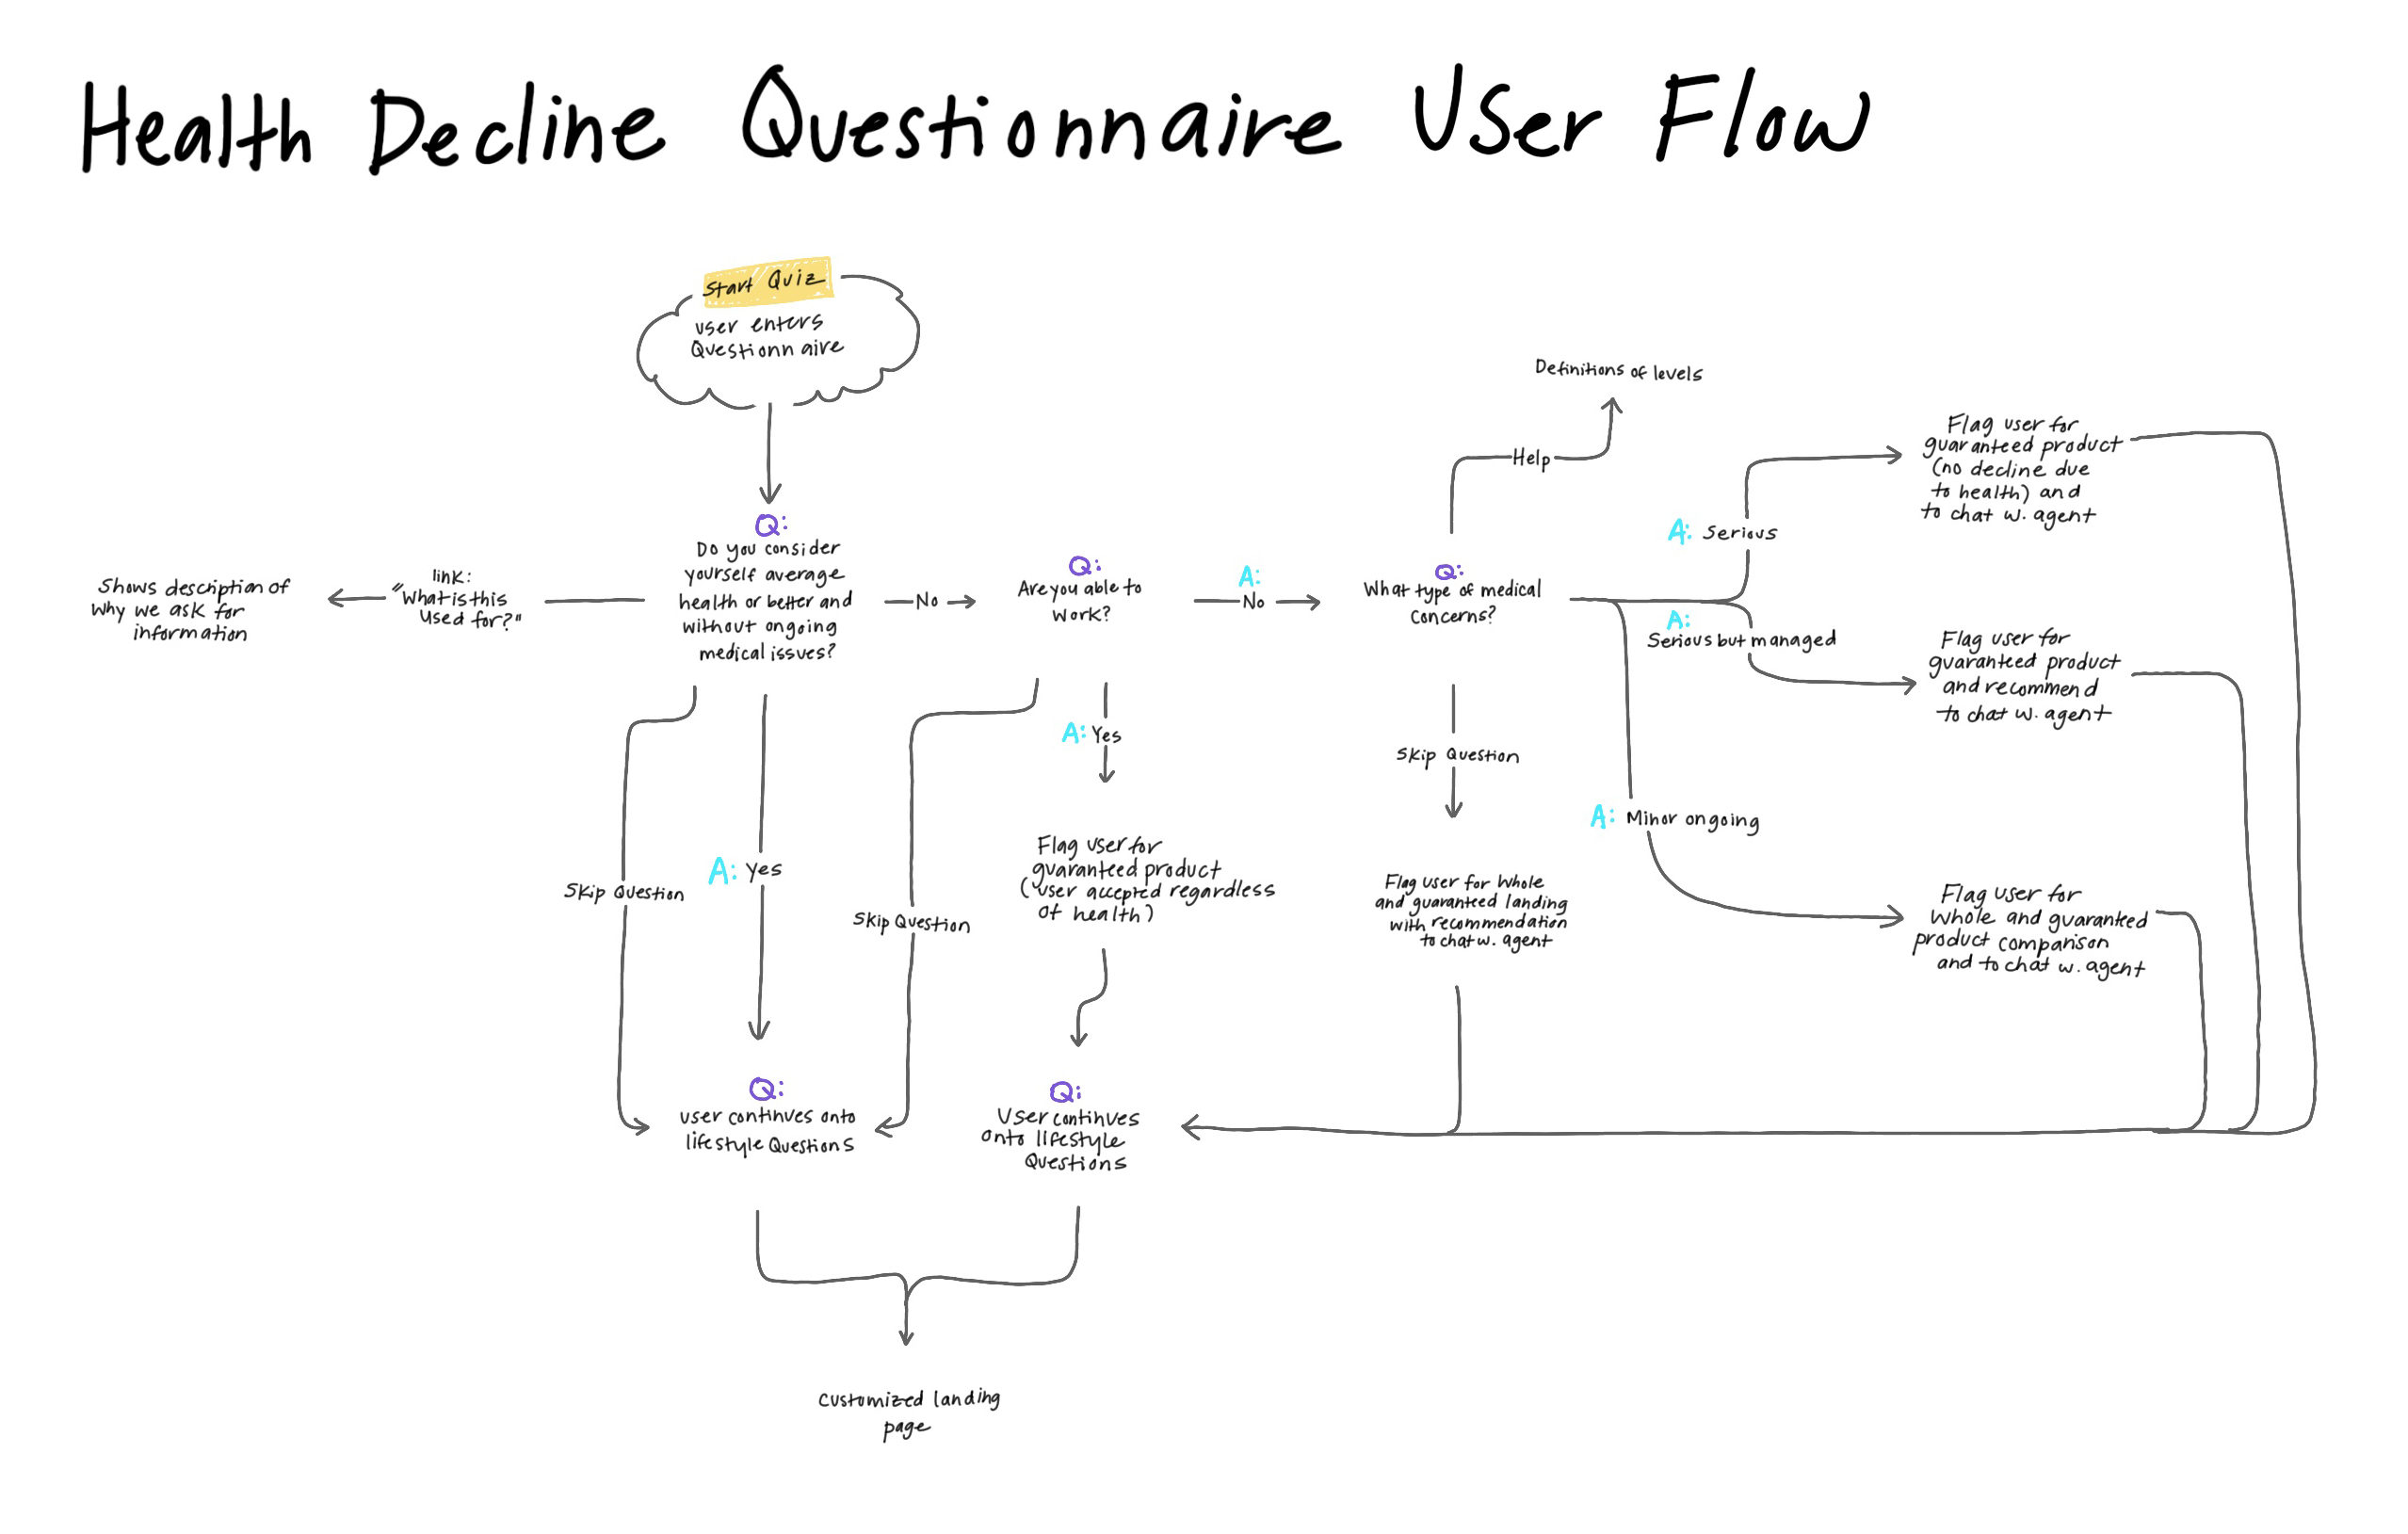 Health Decline Questionnaire User Flow
Start Quiz
user enters
Questionnaire
Q:
Do you consider
yourself average
health or better and
without ongoing
medical issues?
link:
"What is this
used for?"
Shows description of
why we ask for
information
No
Q:
Are you able to
work?
A:
No
Q:
What type of medical
concerns?
Help
Definitions of levels
A: Serious
Flag user for
guaranteed product
(no decline due
to health) and
to chat w. agent
A:
Serious but managed
Flag user for
guaranteed product
and recommend
to chat w. agent
A: Minor ongoing
Flag user for
whole and guaranteed
product comparison
and to chat w. agent
Skip Question
Flag user for whole
and guaranteed landing
with recommendation
to chat w. agent
A: Yes
Flag user for
guaranteed product
(user accepted regardless
of health)
Skip Question
A: Yes
Skip Question
Q:
user continues onto
lifestyle Questions
Q:
User continues
onto lifestyle
Questions
customized landing
page